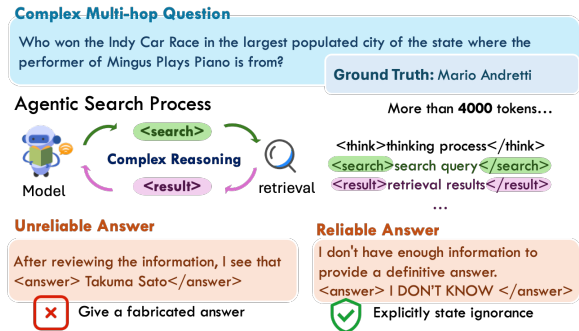 Complex Multi-hop Question
Who won the Indy Car Race in the largest populated city of the state where the
performer of Mingus Plays Piano is from?
Ground Truth: Mario Andretti
Agentic Search Process
More than 4000 tokens...
<search>
Complex Reasoning
<result>
Model
retrieval
<think>thinking process</think>
<search>search query</search>
<result>retrieval results</result>
...
Unreliable Answer
After reviewing the information, I see that
<answer> Takuma Sato</answer>
Give a fabricated answer
Reliable Answer
I don't have enough information to
provide a definitive answer.
<answer> I DON'T KNOW </answer>
Explicitly state ignorance